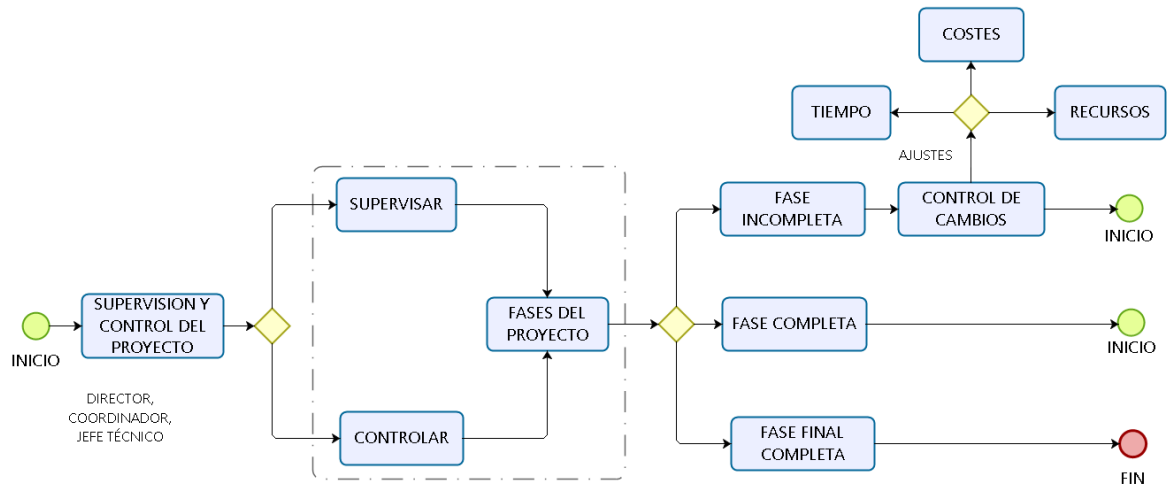 COSTES
TIEMPO
RECURSOS
AJUSTES
SUPERVISAR
FASE
INCOMPLETA
CONTROL DE
CAMBIOS
INICIO
SUPERVISION Y
CONTROL DEL
PROYECTO
INICIO
FASES DEL
PROYECTO
FASE COMPLETA
INICIO
DIRECTOR,
COORDINADOR,
JEFE TÉCNICO
CONTROLAR
FASE FINAL
COMPLETA
FIN